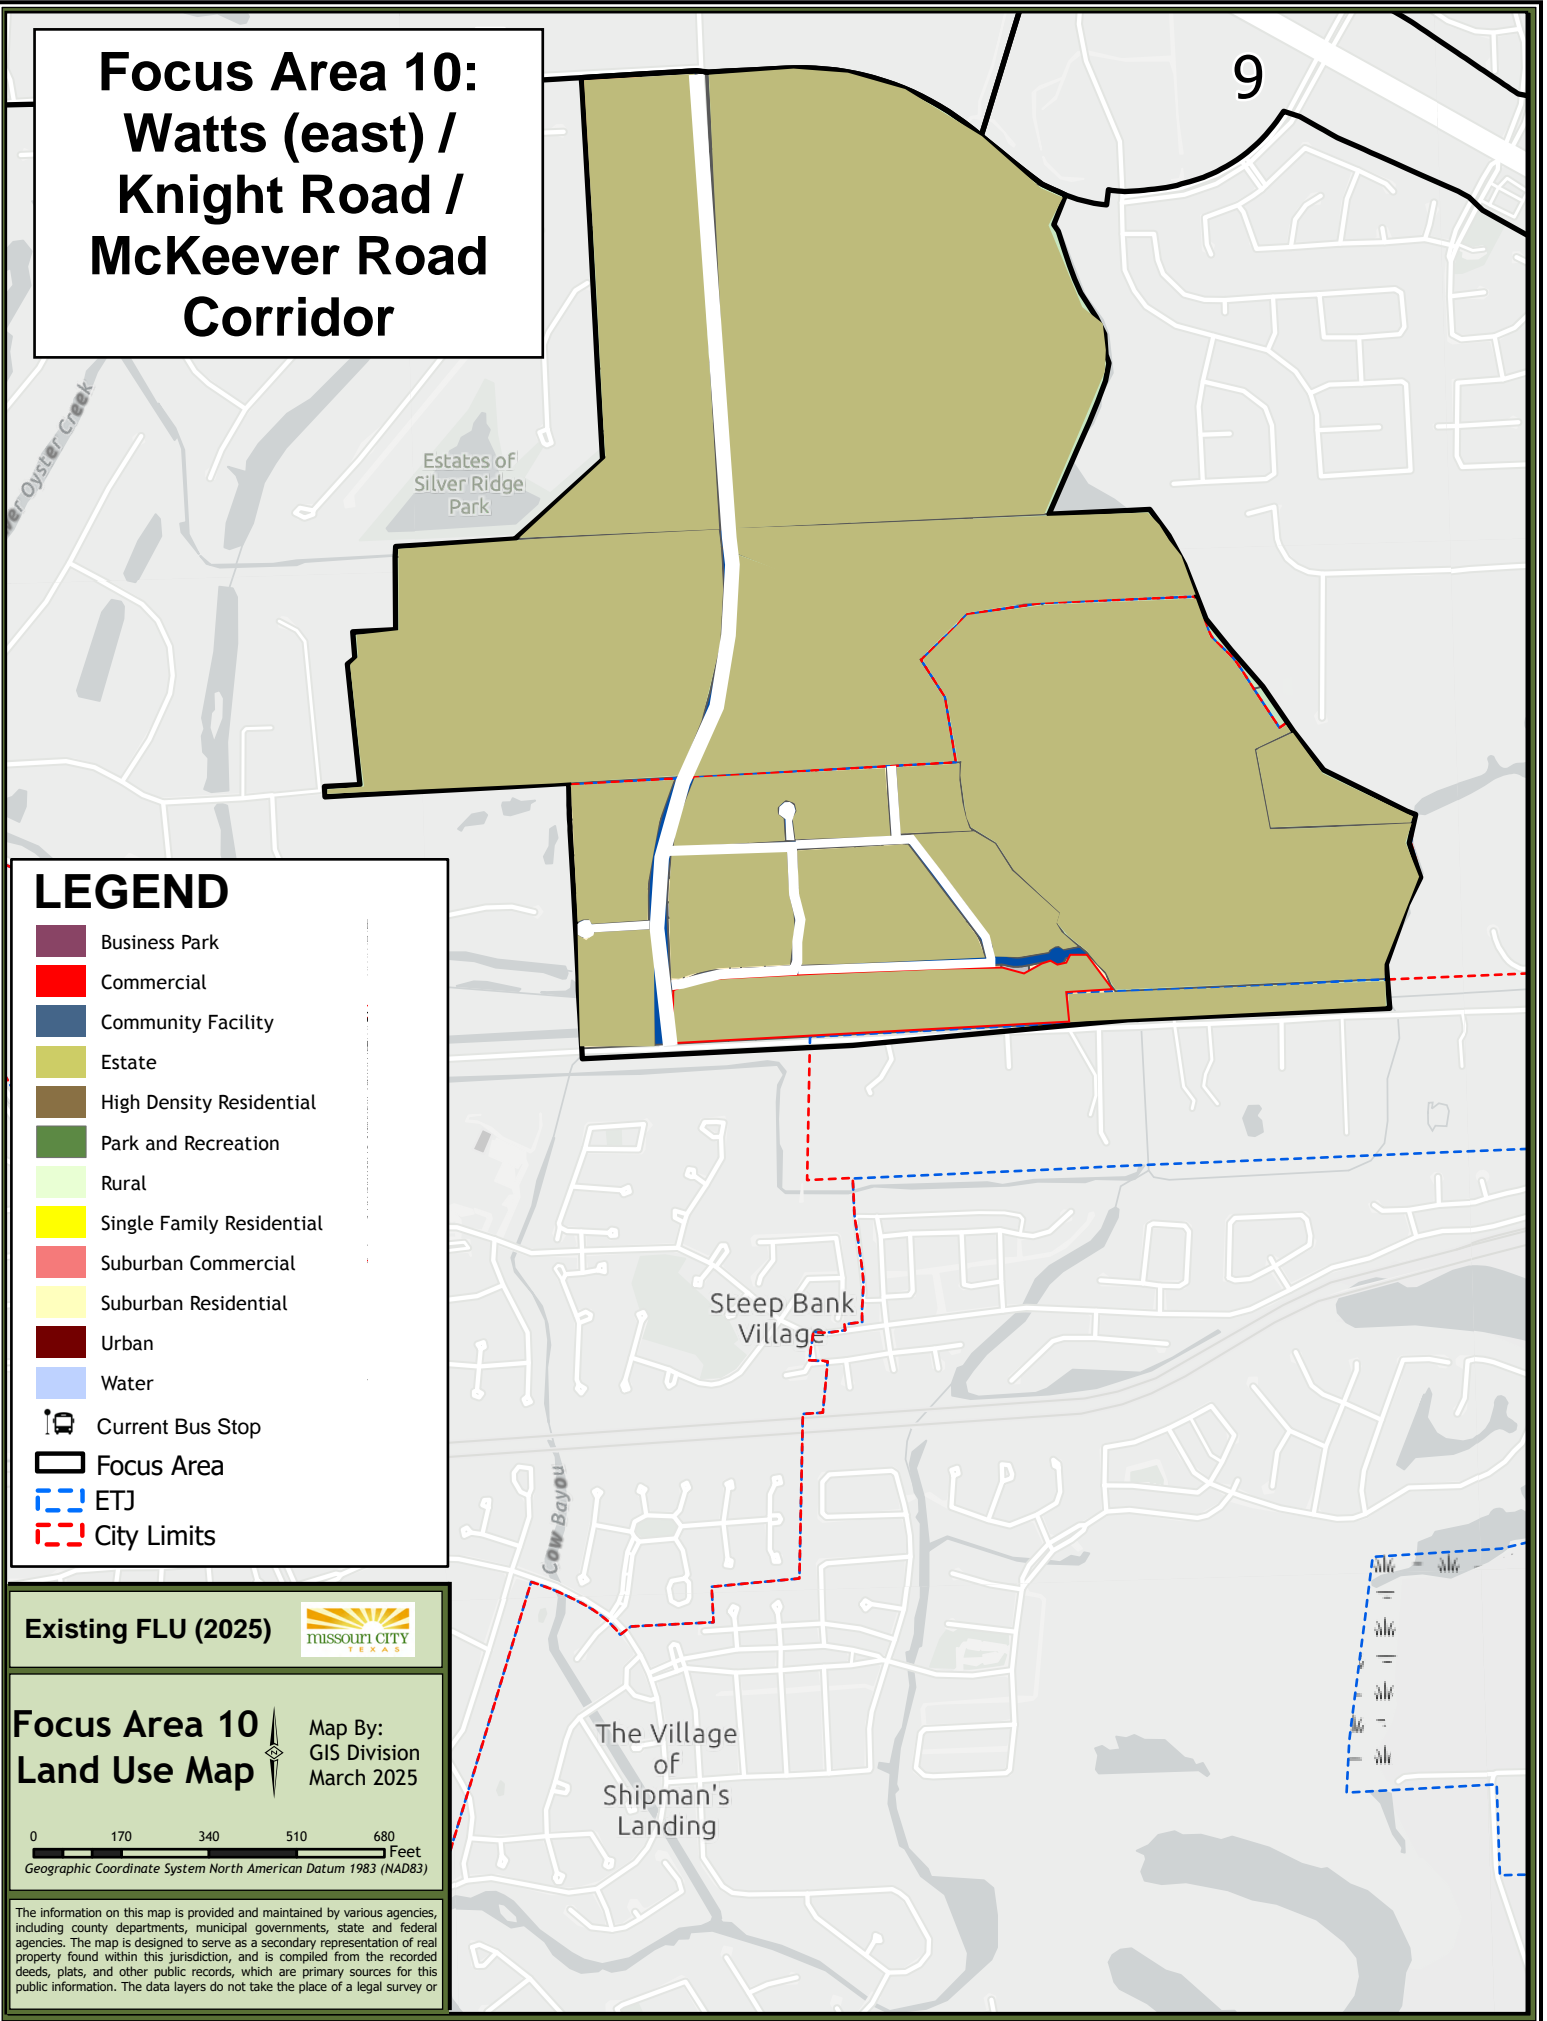 Focus Area 10:
Watts (east) /
Knight Road /
McKeever Road
Corridor
9
Estates of
Silver Ridge
Park
er Oyster Creek
LEGEND
Business Park
Commercial
Community Facility
Estate
High Density Residential
Park and Recreation
Rural
Single Family Residential
Suburban Commercial
Suburban Residential
Urban
Water
Current Bus Stop
Focus Area
ETJ
City Limits
Steep Bank
Village
Cow Bayou
The Village
of
Shipman's
Landing
Existing FLU (2025)
missouri city
TEXAS
Focus Area 10
Land Use Map
N
Map By:
GIS Division
March 2025
0 170 340 510 680
Feet
Geographic Coordinate System North American Datum 1983 (NAD83)
The information on this map is provided and maintained by various agencies,
including county departments, municipal governments, state and federal
agencies. The map is designed to serve as a secondary representation of real
property found within this jurisdiction, and is compiled from the recorded
deeds, plats, and other public records, which are primary sources for this
public information. The data layers do not take the place of a legal survey or